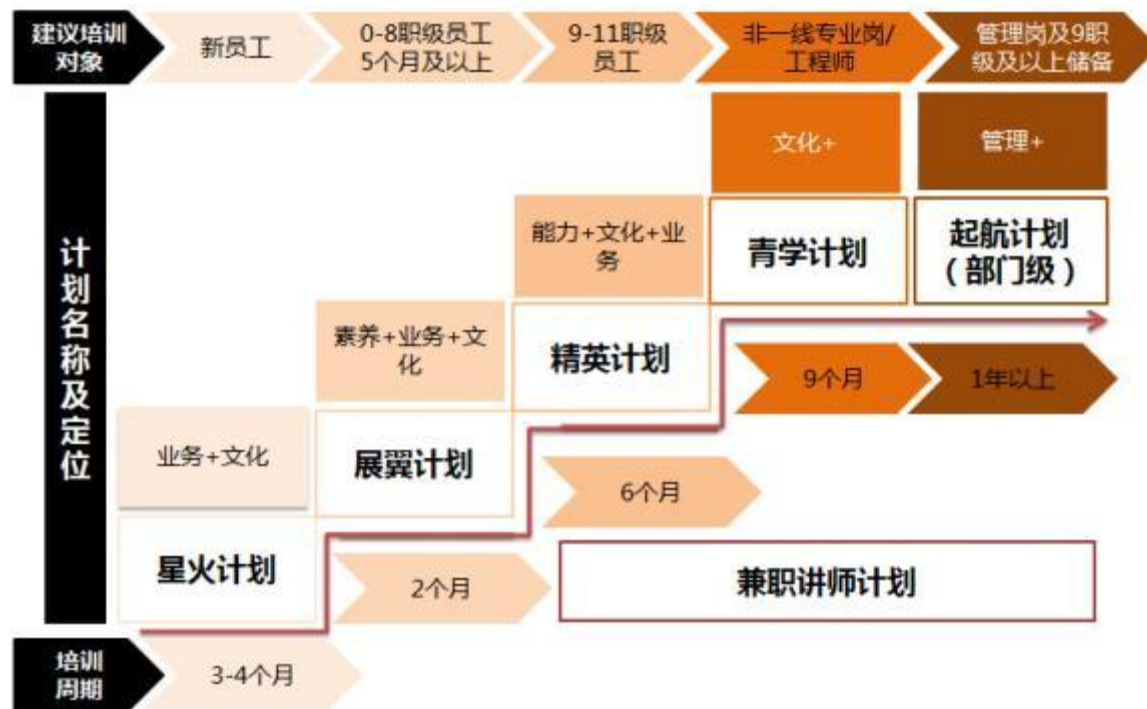 建议培训
对象
新员工
0-8职级员工
5个月及以上
9-11职级
员工
非一线专业岗/
工程师
管理岗及9职
级及以上储备
计划名称及定位
文化+
管理+
能力+文化+业
务
青学计划
起航计划
（部门级）
素养+业务+文
化
精英计划
9个月
1年以上
业务+文化
展翼计划
6个月
星火计划
2个月
兼职讲师计划
培训
周期
3-4个月